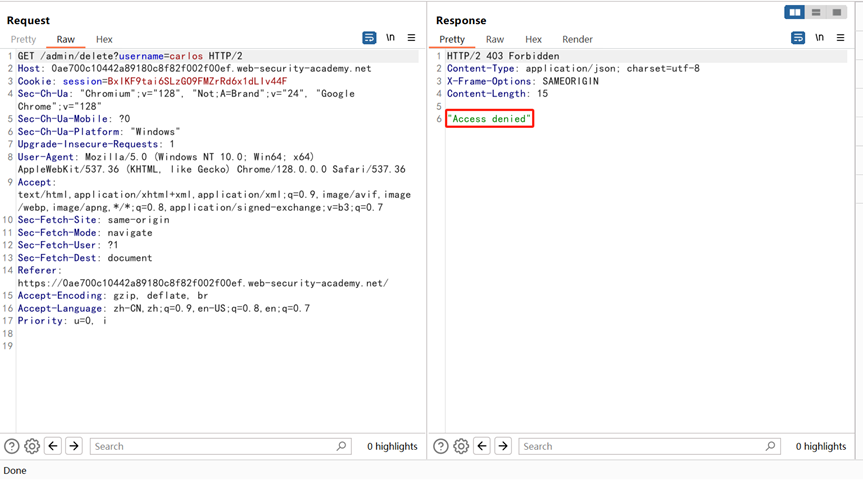 Request
Pretty Raw Hex
\n
1 GET /admin/delete?username=carlos HTTP/2
2 Host: 0ae700c10442a89180c8f82f002f00ef.web-security-academy.net
3 Cookie: session=BxIKF9tai6SLzGO9FMZrRd6x1dLIv44F
4 Sec-Ch-Ua: "Chromium";v="128", "Not;A=Brand";v="24", "Google
Chrome";v="128"
5 Sec-Ch-Ua-Mobile: ?0
6 Sec-Ch-Ua-Platform: "Windows"
7 Upgrade-Insecure-Requests: 1
8 User-Agent: Mozilla/5.0 (Windows NT 10.0; Win64; x64)
AppleWebKit/537.36 (KHTML, like Gecko) Chrome/128.0.0.0 Safari/537.36
9 Accept:
text/html,application/xhtml+xml,application/xml;q=0.9,image/avif,image
/webp,image/apng,*/*;q=0.8,application/signed-exchange;v=b3;q=0.7
10 Sec-Fetch-Site: same-origin
11 Sec-Fetch-Mode: navigate
12 Sec-Fetch-User: ?1
13 Sec-Fetch-Dest: document
14 Referer:
https://0ae700c10442a89180c8f82f002f00ef.web-security-academy.net/
15 Accept-Encoding: gzip, deflate, br
16 Accept-Language: zh-CN,zh;q=0.9,en-US;q=0.8,en;q=0.7
17 Priority: u=0, i
18
19
Search
0 highlights
Response
Pretty Raw Hex Render
\n
1 HTTP/2 403 Forbidden
2 Content-Type: application/json; charset=utf-8
3 X-Frame-Options: SAMEORIGIN
4 Content-Length: 15
5
6 "Access denied"
Search
0 highlights
Done